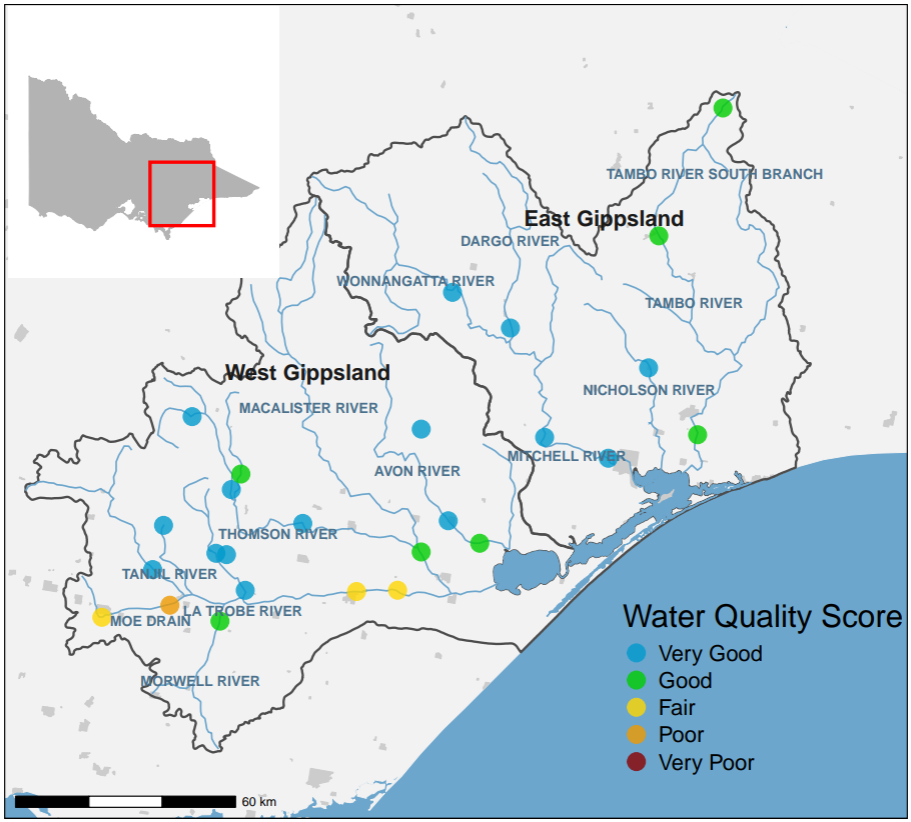 TAMBO RIVER SOUTH BRANCH
East Gippsland
DARGO RIVER
WONNANGATTA RIVER
TAMBO RIVER
West Gippsland
NICHOLSON RIVER
MACALISTER RIVER
MITCHELL RIVER
AVON RIVER
THOMSON RIVER
TANJIL RIVER
LA TROBE RIVER
MOE DRAIN
MORWELL RIVER
Water Quality Score
Very Good
Good
Fair
Poor
Very Poor
60 km